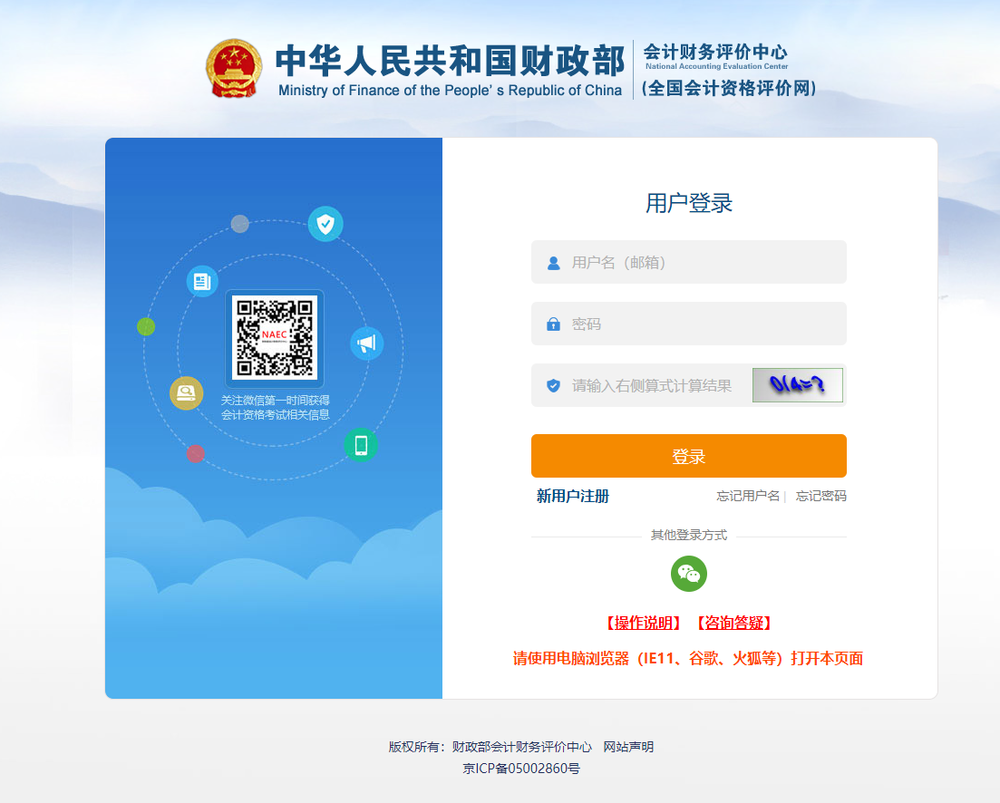 中华人民共和国财政部
Ministry of Finance of the People' s Republic of China
会计财务评价中心
National Accounting Evaluation Center
(全国会计资格评价网)
NAEC
关注微信第一时间获得
会计资格考试相关信息
用户登录
用户名（邮箱）
密码
请输入右侧算式计算结果
登录
新用户注册
忘记用户名 | 忘记密码
其他登录方式
【操作说明】 【咨询答疑】
请使用电脑浏览器（IE11、谷歌、火狐等）打开本页面
版权所有：财政部会计财务评价中心 网站声明
京ICP备05002860号